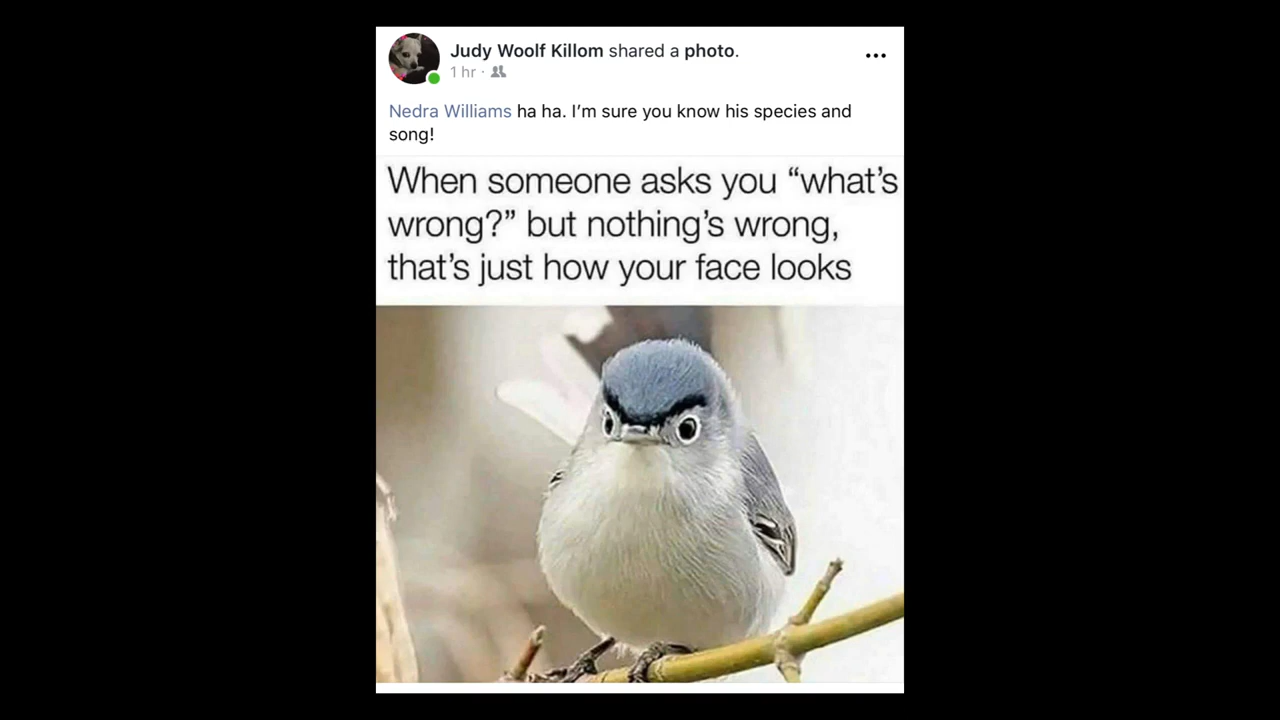 Judy Woolf Killom shared a photo.
1 hr ·
Nedra Williams ha ha. I’m sure you know his species and
song!
When someone asks you “what’s
wrong?” but nothing’s wrong,
that’s just how your face looks